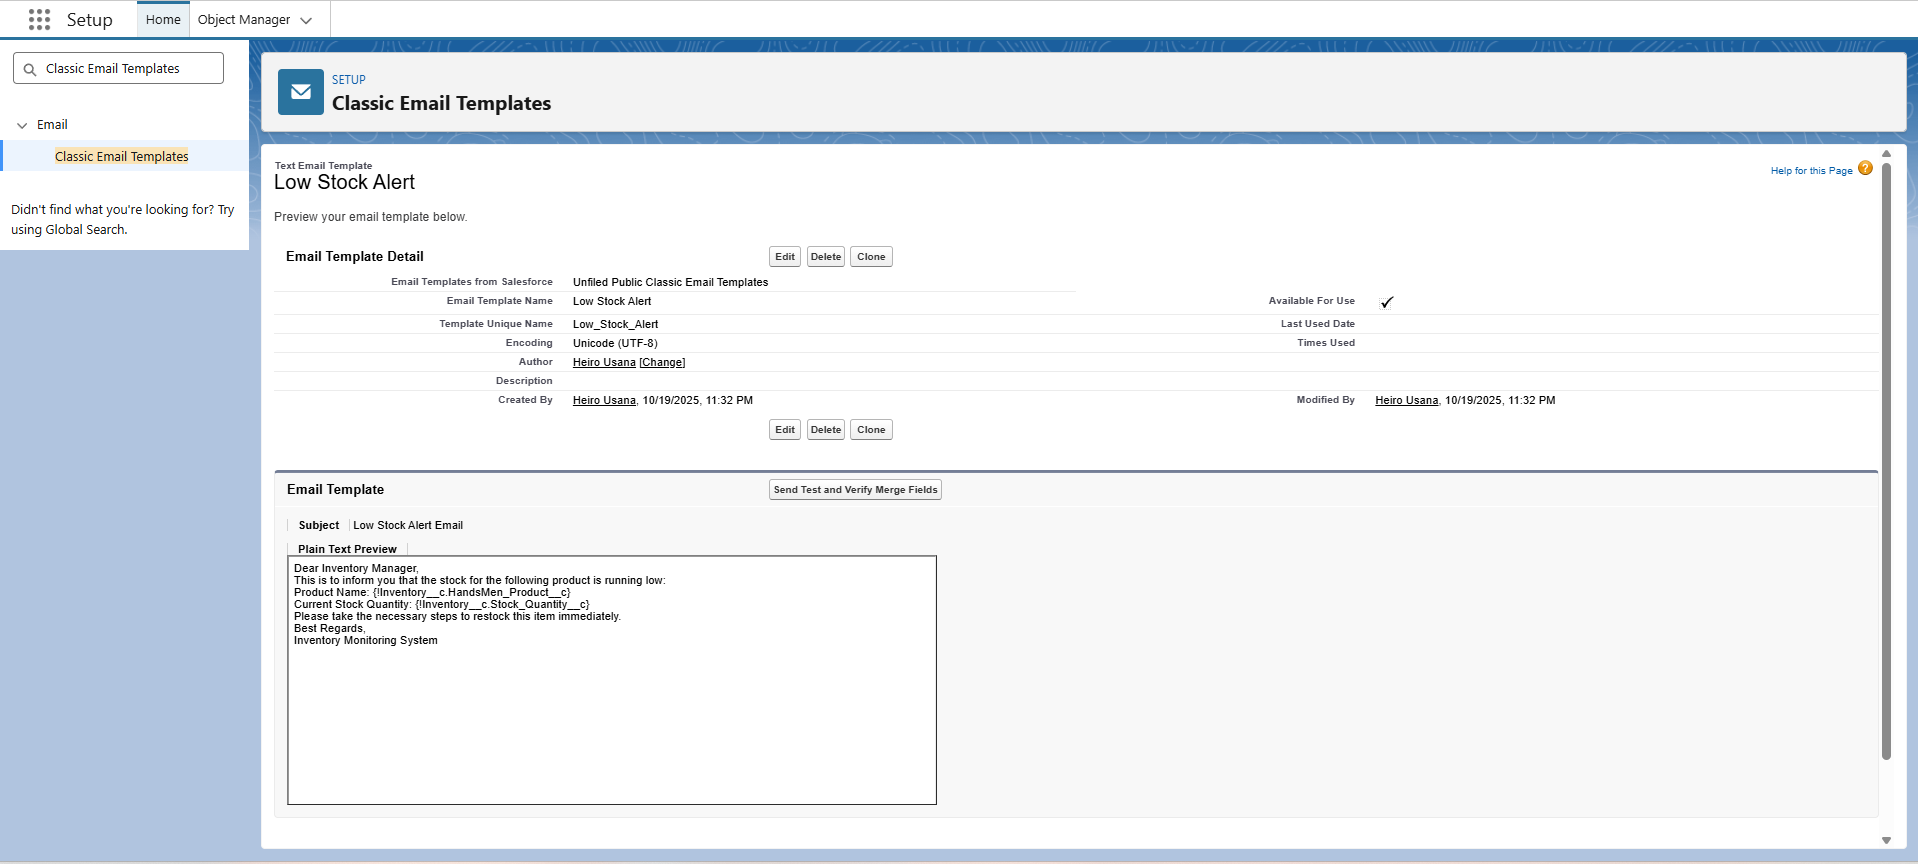 Setup
Home
Object Manager
Classic Email Templates
Email
Classic Email Templates
Didn't find what you're looking for? Try
using Global Search.
SETUP
Classic Email Templates
Text Email Template
Low Stock Alert
Help for this Page ?
Preview your email template below.
Email Template Detail
Edit Delete Clone
Email Templates from Salesforce Unfiled Public Classic Email Templates
Email Template Name Low Stock Alert Available For Use ✓
Template Unique Name Low_Stock_Alert Last Used Date
Encoding Unicode (UTF-8) Times Used
Author Heiro Usana [Change]
Description
Created By Heiro Usana, 10/19/2025, 11:32 PM Modified By Heiro Usana, 10/19/2025, 11:32 PM
Edit Delete Clone
Email Template Send Test and Verify Merge Fields
Subject Low Stock Alert Email
Plain Text Preview
Dear Inventory Manager,
This is to inform you that the stock for the following product is running low:
Product Name: {!Inventory__c.HandsMen_Product__c}
Current Stock Quantity: {!Inventory__c.Stock_Quantity__c}
Please take the necessary steps to restock this item immediately.
Best Regards,
Inventory Monitoring System